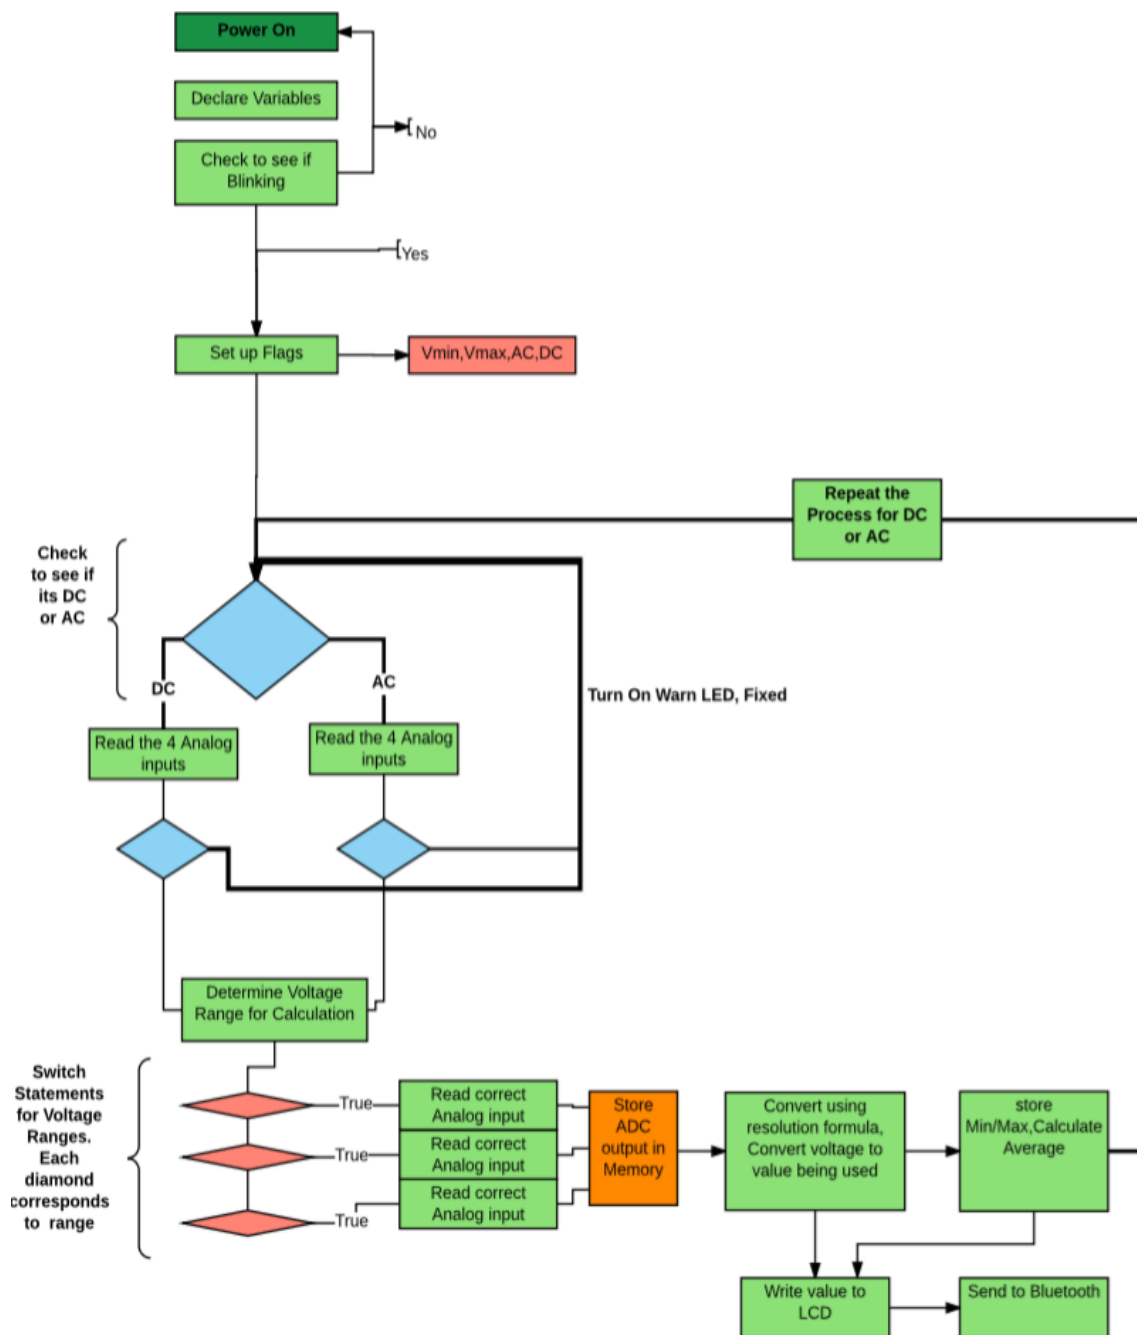 Power On
Declare Variables
Check to see if
Blinking
No
Yes
Set up Flags
Vmin,Vmax,AC,DC
Repeat the
Process for DC
or AC
Check
to see if
its DC
or AC
DC
AC
Turn On Warn LED, Fixed
Read the 4 Analog
inputs
Read the 4 Analog
inputs
Determine Voltage
Range for Calculation
Switch
Statements
for Voltage
Ranges.
Each
diamond
corresponds
to range
True
True
True
Read correct
Analog input
Read correct
Analog input
Read correct
Analog input
Store
ADC
output in
Memory
Convert using
resolution formula,
Convert voltage to
value being used
store
Min/Max,Calculate
Average
Write value to
LCD
Send to Bluetooth